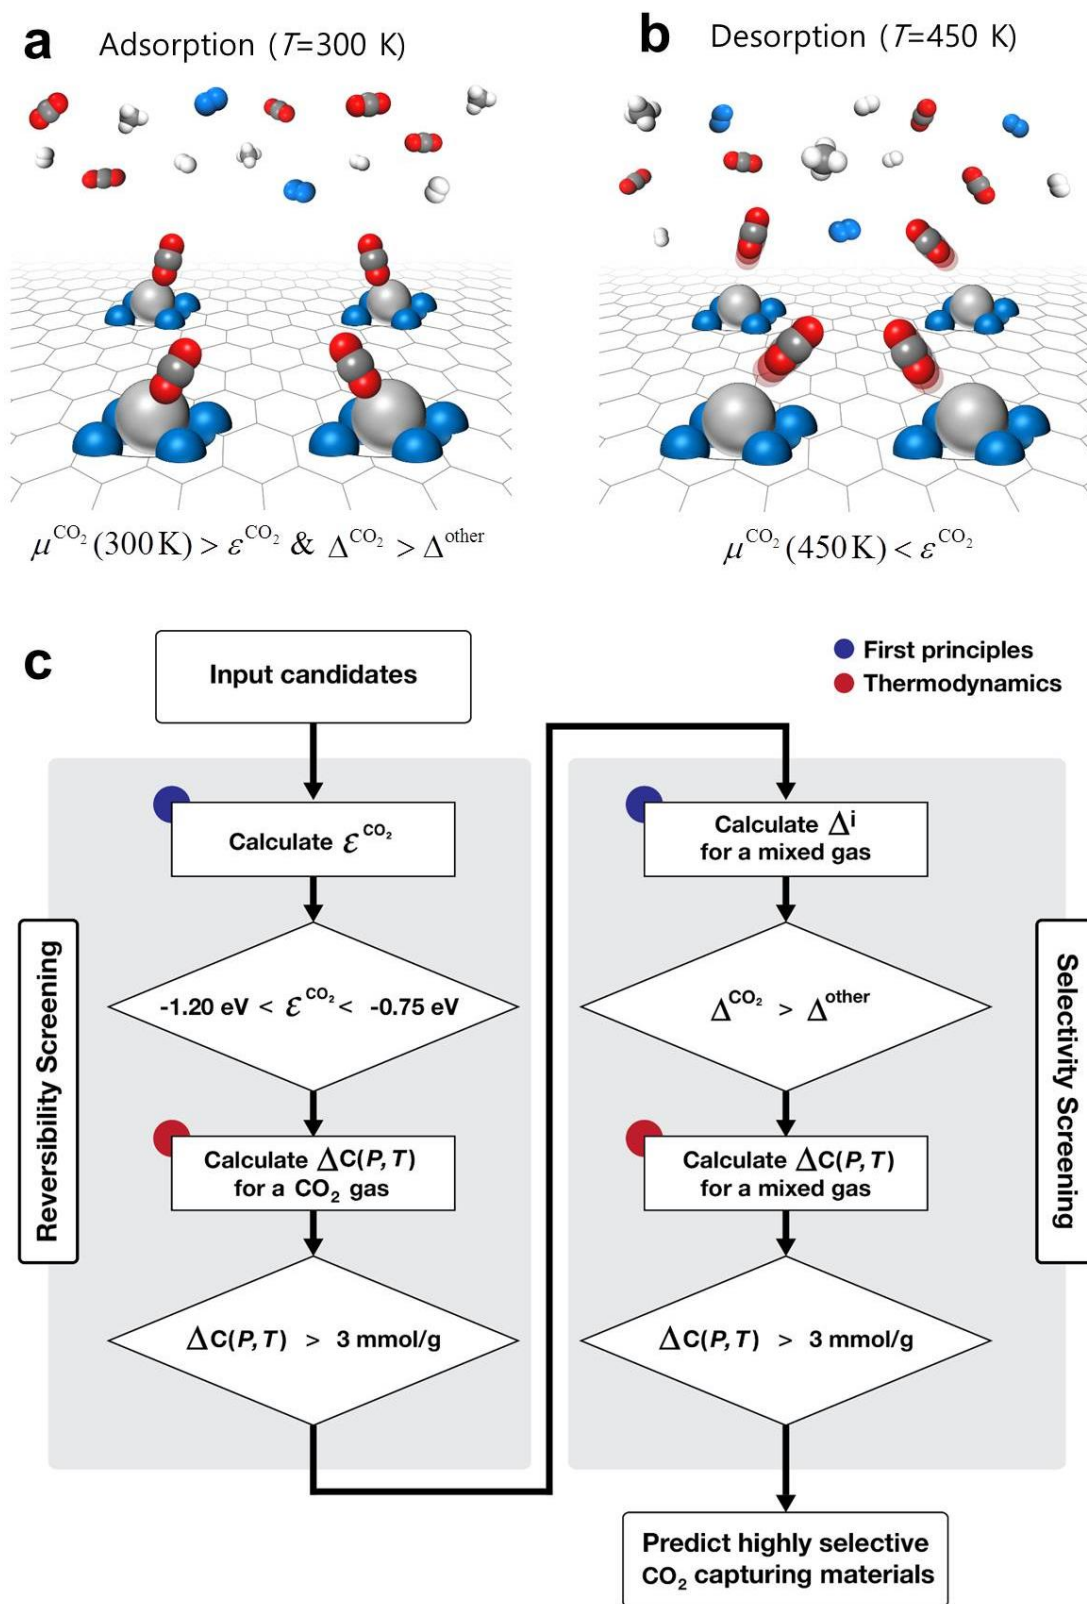 a Adsorption (T=300 K)
b Desorption (T=450 K)
μ^CO₂ (300 K) > ε^CO₂ & Δ^CO₂ > Δ^other
μ^CO₂ (450 K) < ε^CO₂
c
Input candidates
First principles
Thermodynamics
Reversibility Screening
Calculate ε^CO₂
-1.20 eV < ε^CO₂ < -0.75 eV
Calculate ΔC(P, T)
for a CO₂ gas
ΔC(P, T) > 3 mmol/g
Calculate Δ^i
for a mixed gas
Δ^CO₂ > Δ^other
Calculate ΔC(P, T)
for a mixed gas
ΔC(P, T) > 3 mmol/g
Selectivity Screening
Predict highly selective
CO₂ capturing materials